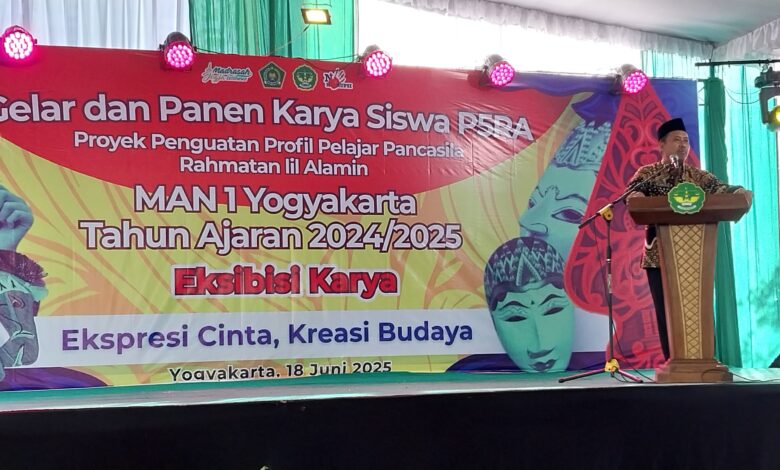 Madrasah
Gelar dan Panen Karya Siswa P5RA
Proyek Penguatan Profil Pelajar Pancasila
Rahmatan lil Alamin
MAN 1 Yogyakarta
Tahun Ajaran 2024/2025
Eksibisi Karya
Ekspresi Cinta, Kreasi Budaya
Yogyakarta, 18 Juni 2025